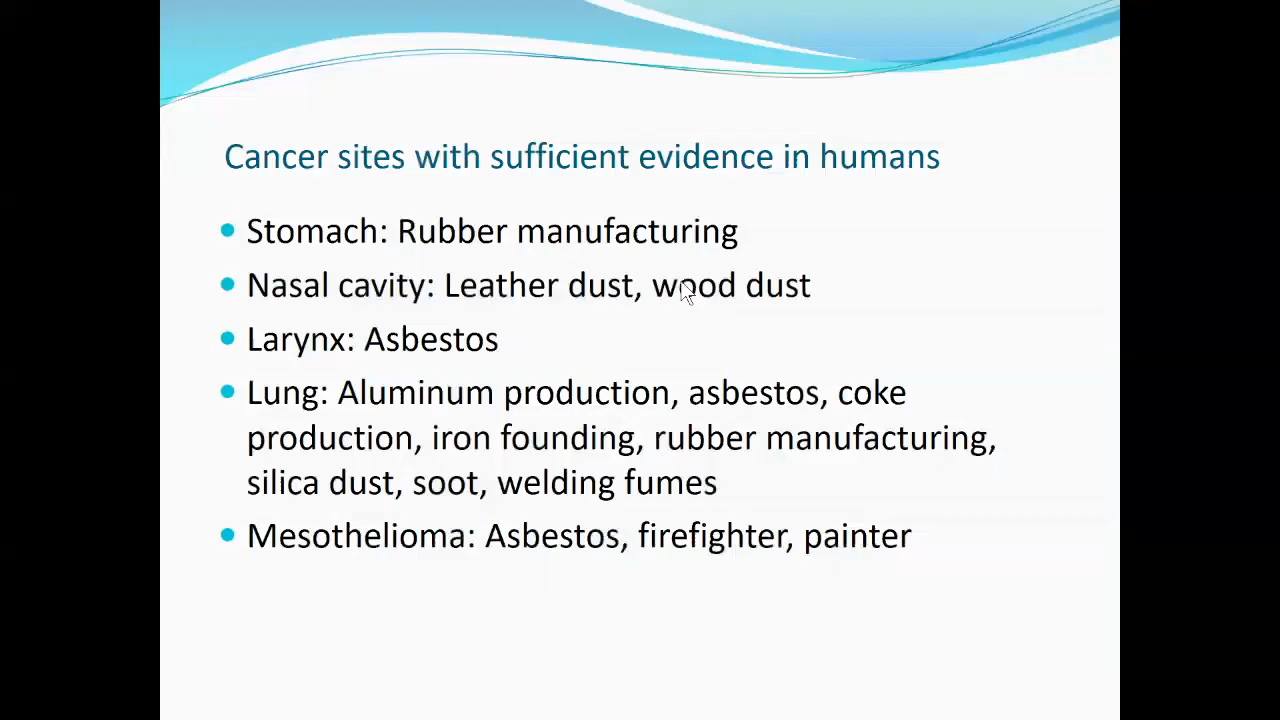 Cancer sites with sufficient evidence in humans
Stomach: Rubber manufacturing
Nasal cavity: Leather dust, wood dust
Larynx: Asbestos
Lung: Aluminum production, asbestos, coke
production, iron founding, rubber manufacturing,
silica dust, soot, welding fumes
Mesothelioma: Asbestos, firefighter, painter